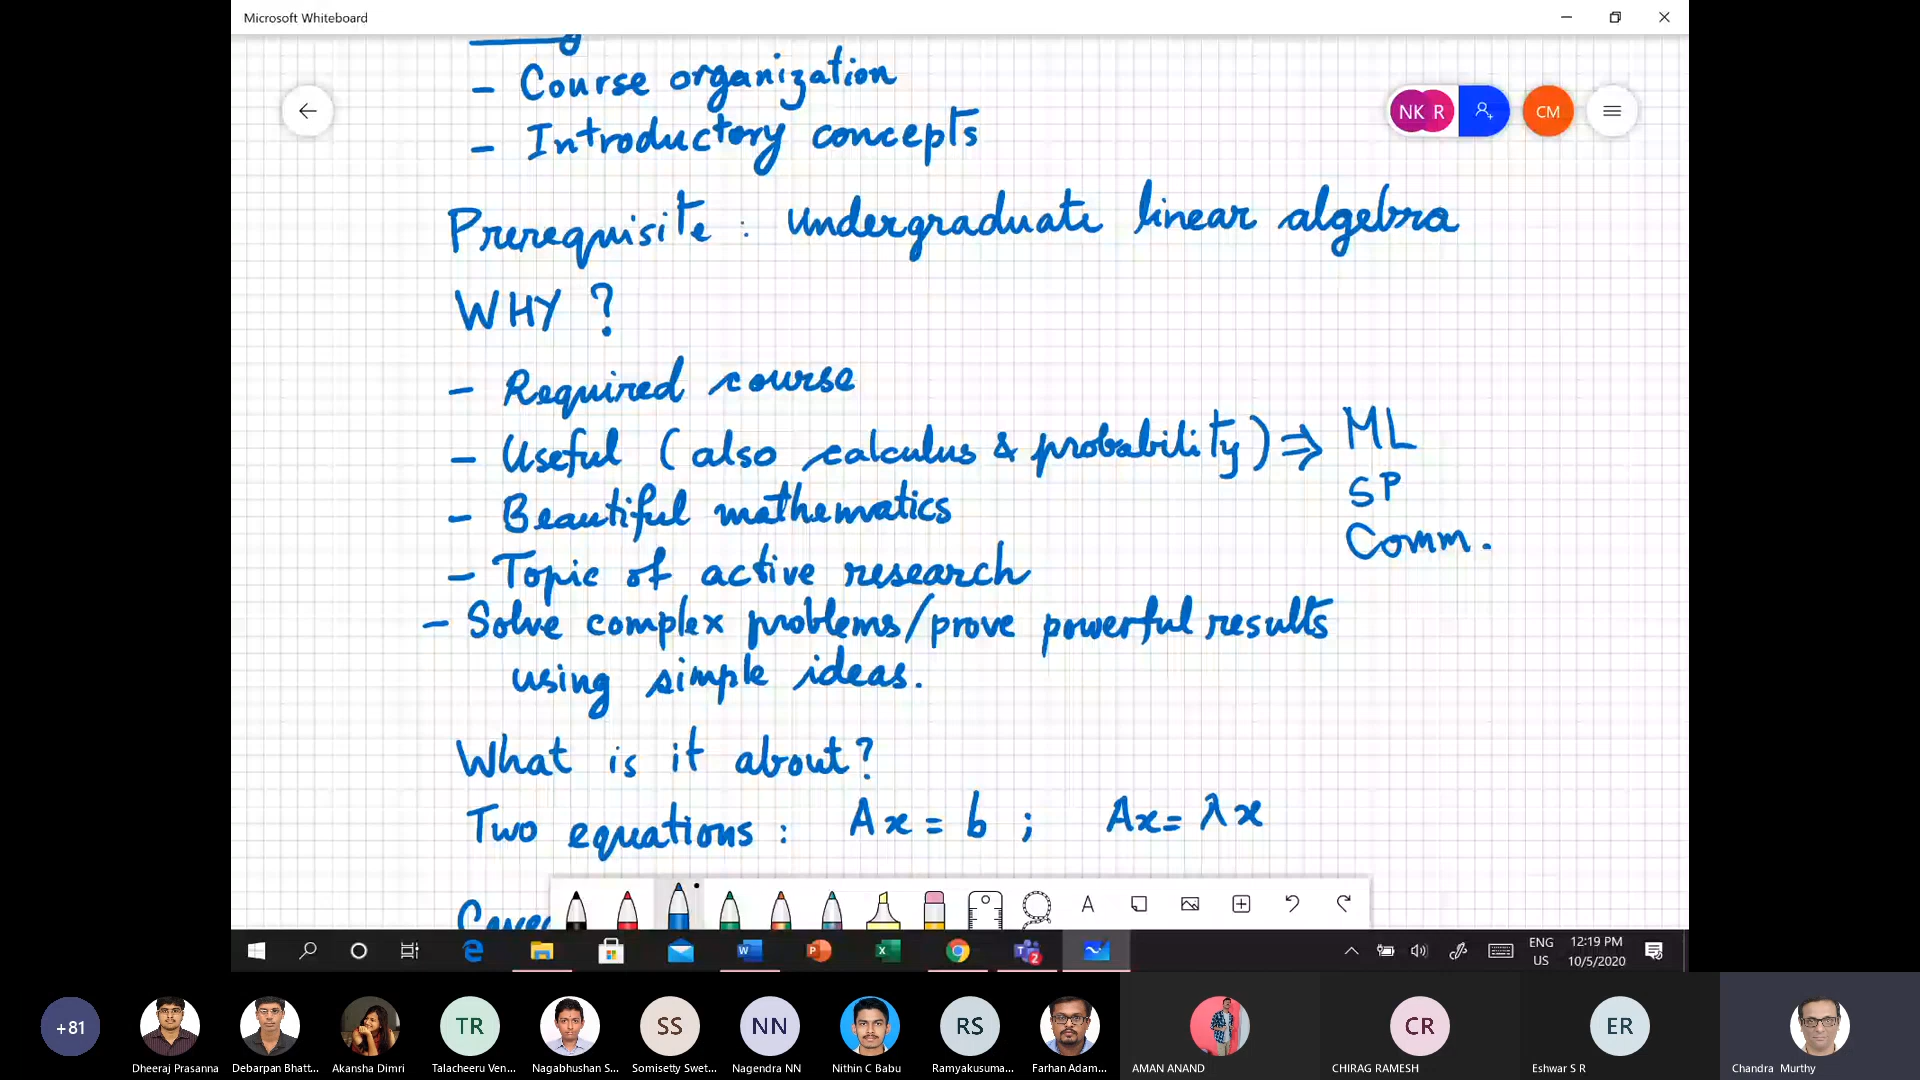 Microsoft Whiteboard
- Course organization
- Introductory concepts
NK R
CM
Prerequisite : undergraduate linear algebra
WHY ?
- Required course
- Useful (also calculus & probability) ⇒ ML
SP
Comm.
- Beautiful mathematics
- Topic of active research
- Solve complex problems/prove powerful results
using simple ideas.
What is it about?
Two equations : Ax = b ; Ax = λx
A
ENG
US
12:19 PM
10/5/2020
2
+81
TR
SS
NN
RS
CR
ER
Dheeraj Prasanna
Debarpan Bhatt...
Akansha Dimri
Talacheeru Ven...
Nagabhushan S...
Somisetty Swet...
Nagendra NN
Nithin C Babu
Ramyakusuma...
Farhan Adam...
AMAN ANAND
CHIRAG RAMESH
Eshwar S R
Chandra Murthy